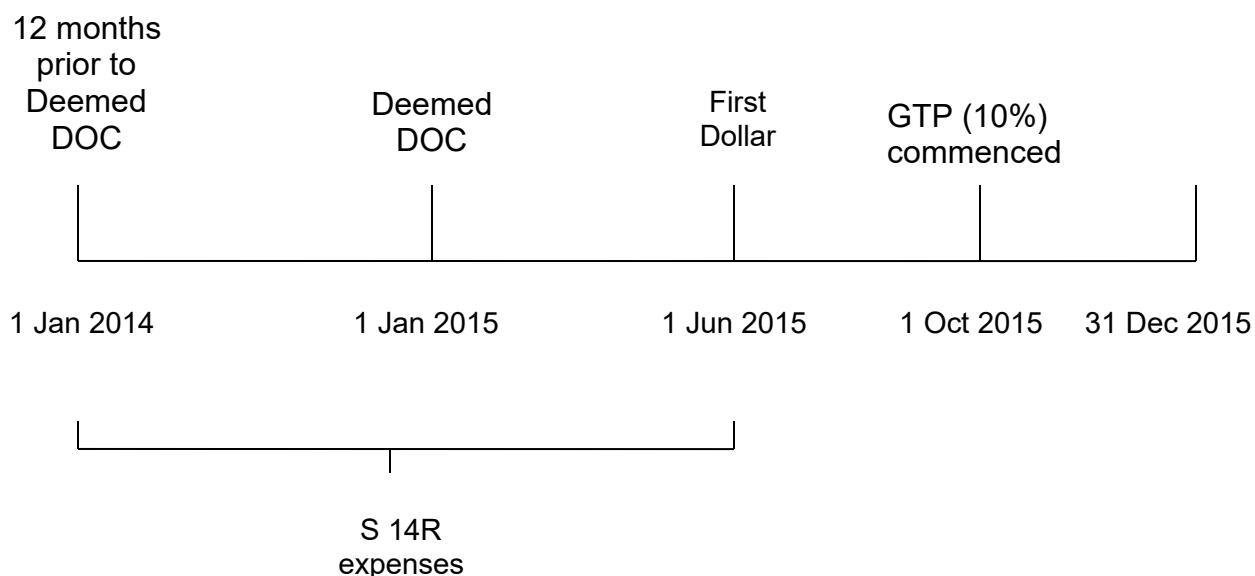 12 months
prior to
Deemed
DOC
Deemed
DOC
First
Dollar
GTP (10%)
commenced
1 Jan 2014
1 Jan 2015
1 Jun 2015
1 Oct 2015
31 Dec 2015
S 14R
expenses